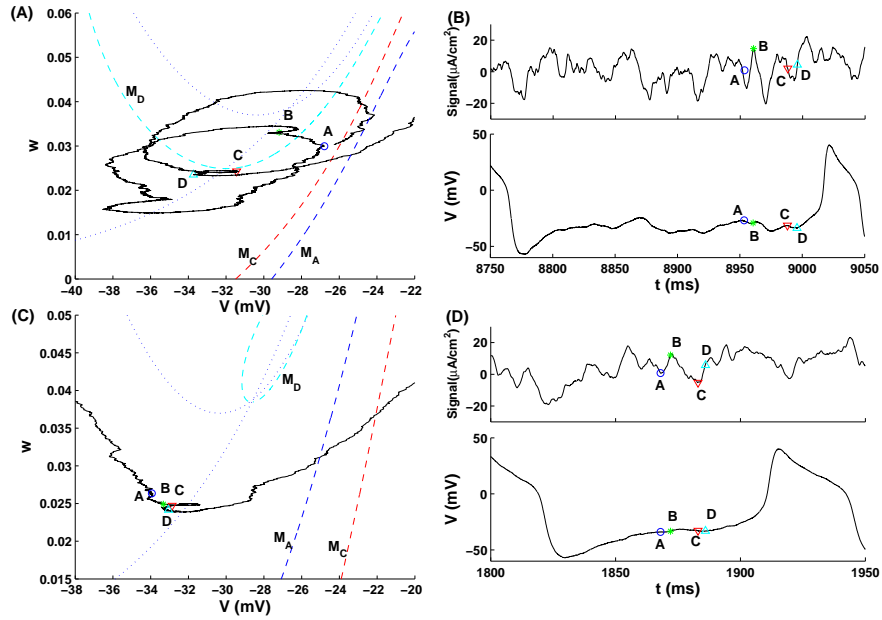 (A)
0.06
0.05
0.04
0.03
0.02
0.01
0
w
M_D
B
A
C
D
M_C
M_A
−40 −38 −36 −34 −32 −30 −28 −26 −24 −22
V (mV)
(B)
20
0
−20
Signal(μA/cm²)
A
B
C
D
50
0
−50
V (mV)
A
B
C
D
8750 8800 8850 8900 8950 9000 9050
t (ms)
(C)
0.05
0.045
0.04
0.035
0.03
0.025
0.02
0.015
w
M_D
A
B
C
D
M_A
M_C
−38 −36 −34 −32 −30 −28 −26 −24 −22 −20
V (mV)
(D)
20
0
−20
Signal(μA/cm²)
A
B
C
D
50
0
−50
V (mV)
A
B
C
D
1800 1850 1900 1950
t (ms)